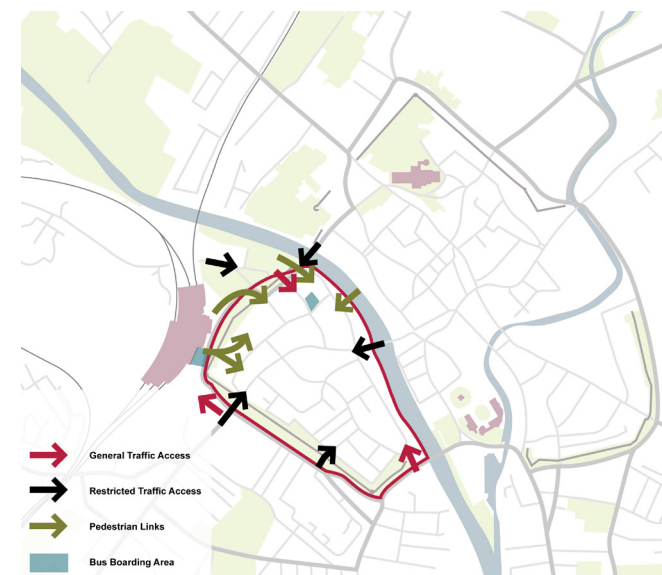 General Traffic Access
Restricted Traffic Access
Pedestrian Links
Bus Boarding Area